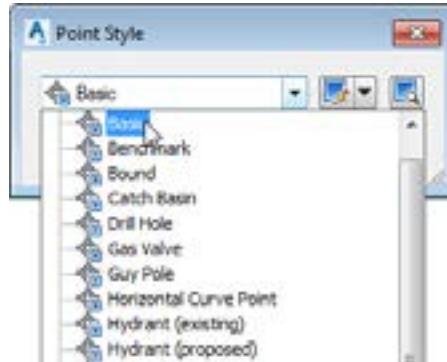 Point Style
Basic
Basic
Benchmark
Bound
Catch Basin
Drill Hole
Gas Valve
Guy Pole
Horizontal Curve Point
Hydrant (existing)
Hydrant (proposed)